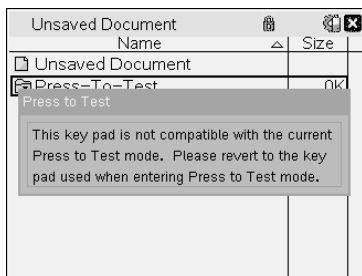 Unsaved Document
Name Size
Unsaved Document
Press-To-Test 0K
Press to Test
This key pad is not compatible with the current
Press to Test mode. Please revert to the key
pad used when entering Press to Test mode.